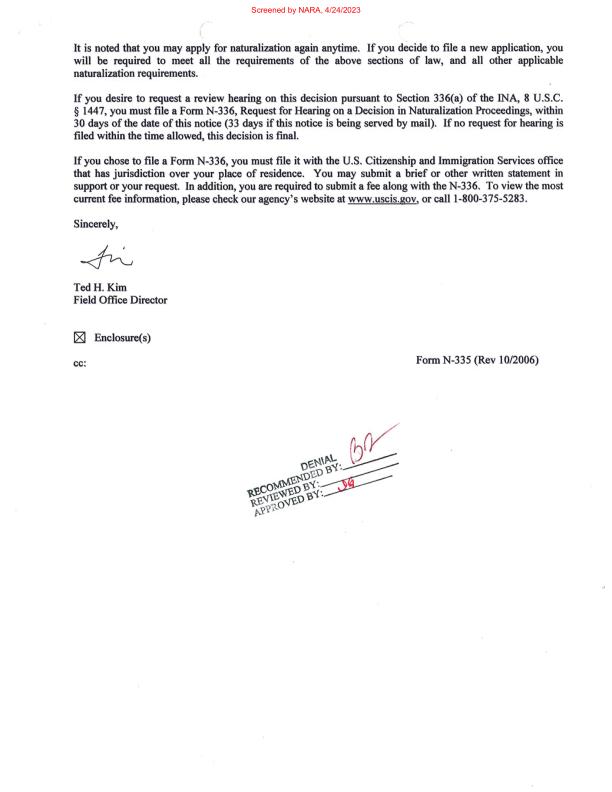 Screened by NARA, 4/24/2023
It is noted that you may apply for naturalization again anytime. If you decide to file a new application, you
will be required to meet all the requirements of the above sections of law, and all other applicable
naturalization requirements.
If you desire to request a review hearing on this decision pursuant to Section 336(a) of the INA, 8 U.S.C.
§ 1447, you must file a Form N-336, Request for Hearing on a Decision in Naturalization Proceedings, within
30 days of the date of this notice (33 days if this notice is being served by mail). If no request for hearing is
filed within the time allowed, this decision is final.
If you chose to file a Form N-336, you must file it with the U.S. Citizenship and Immigration Services office
that has jurisdiction over your place of residence. You may submit a brief or other written statement in
support or your request. In addition, you are required to submit a fee along with the N-336. To view the most
current fee information, please check our agency's website at www.uscis.gov, or call 1-800-375-5283.
Sincerely,
Ted H. Kim
Field Office Director
☒ Enclosure(s)
cc:
Form N-335 (Rev 10/2006)
DENIAL
RECOMMENDED BY:
REVIEWED BY:
APPROVED BY: